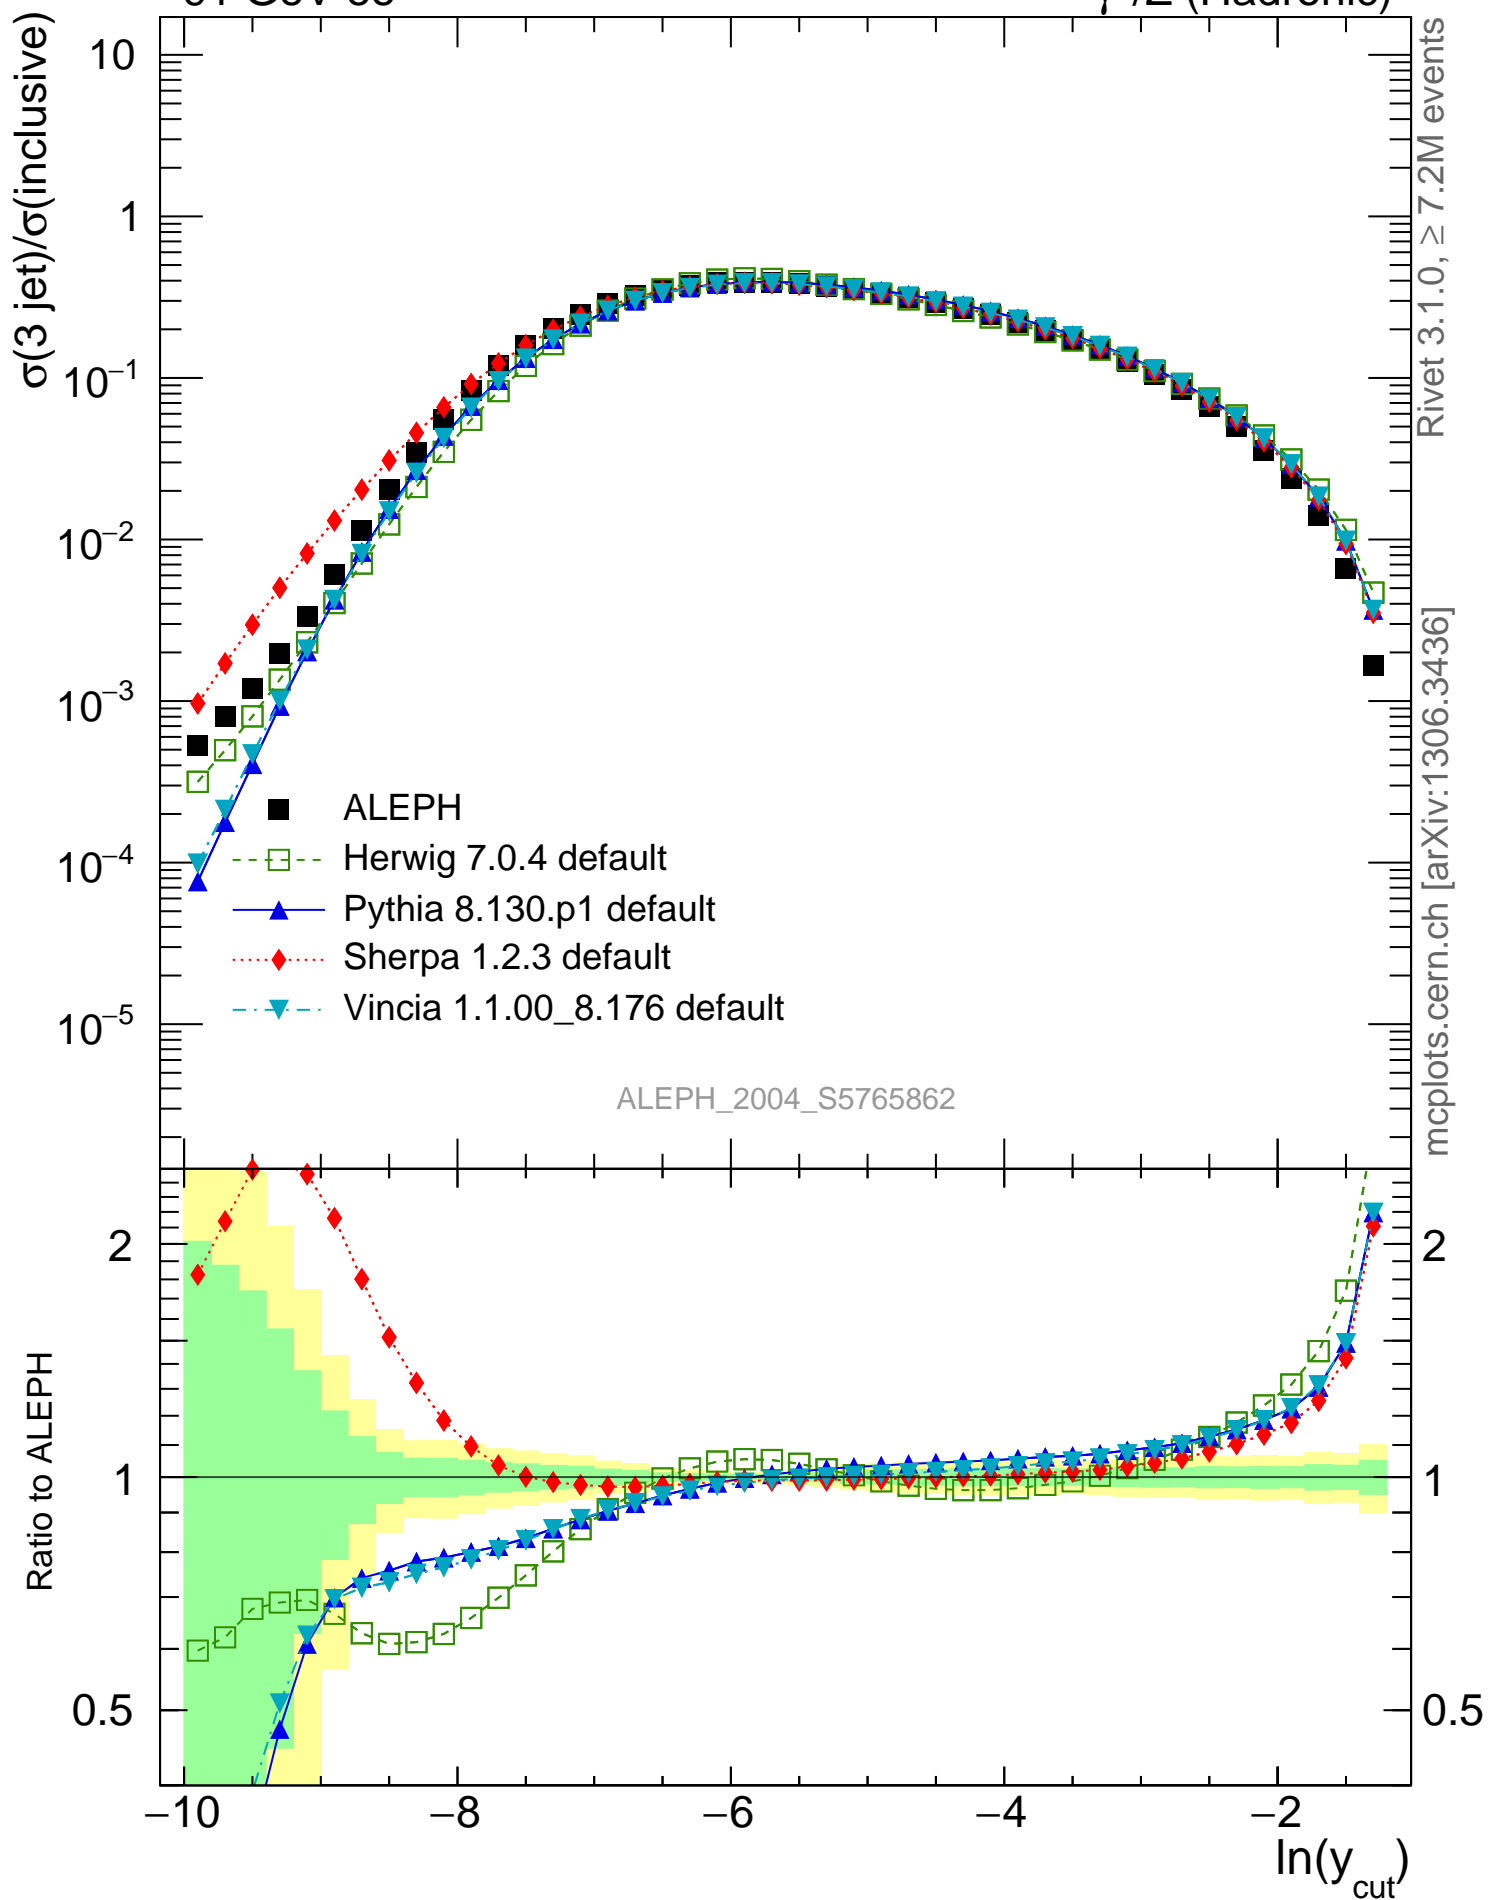 σ(3 jet)/σ(inclusive)
10
1
10−1
10−2
10−3
10−4
10−5
ALEPH
Herwig 7.0.4 default
Pythia 8.130.p1 default
Sherpa 1.2.3 default
Vincia 1.1.00_8.176 default
ALEPH_2004_S5765862
Rivet 3.1.0, ≥ 7.2M events
mcplots.cern.ch [arXiv:1306.3436]
Ratio to ALEPH
2
1
0.5
2
1
0.5
−10 −8 −6 −4 −2
ln(ycut)